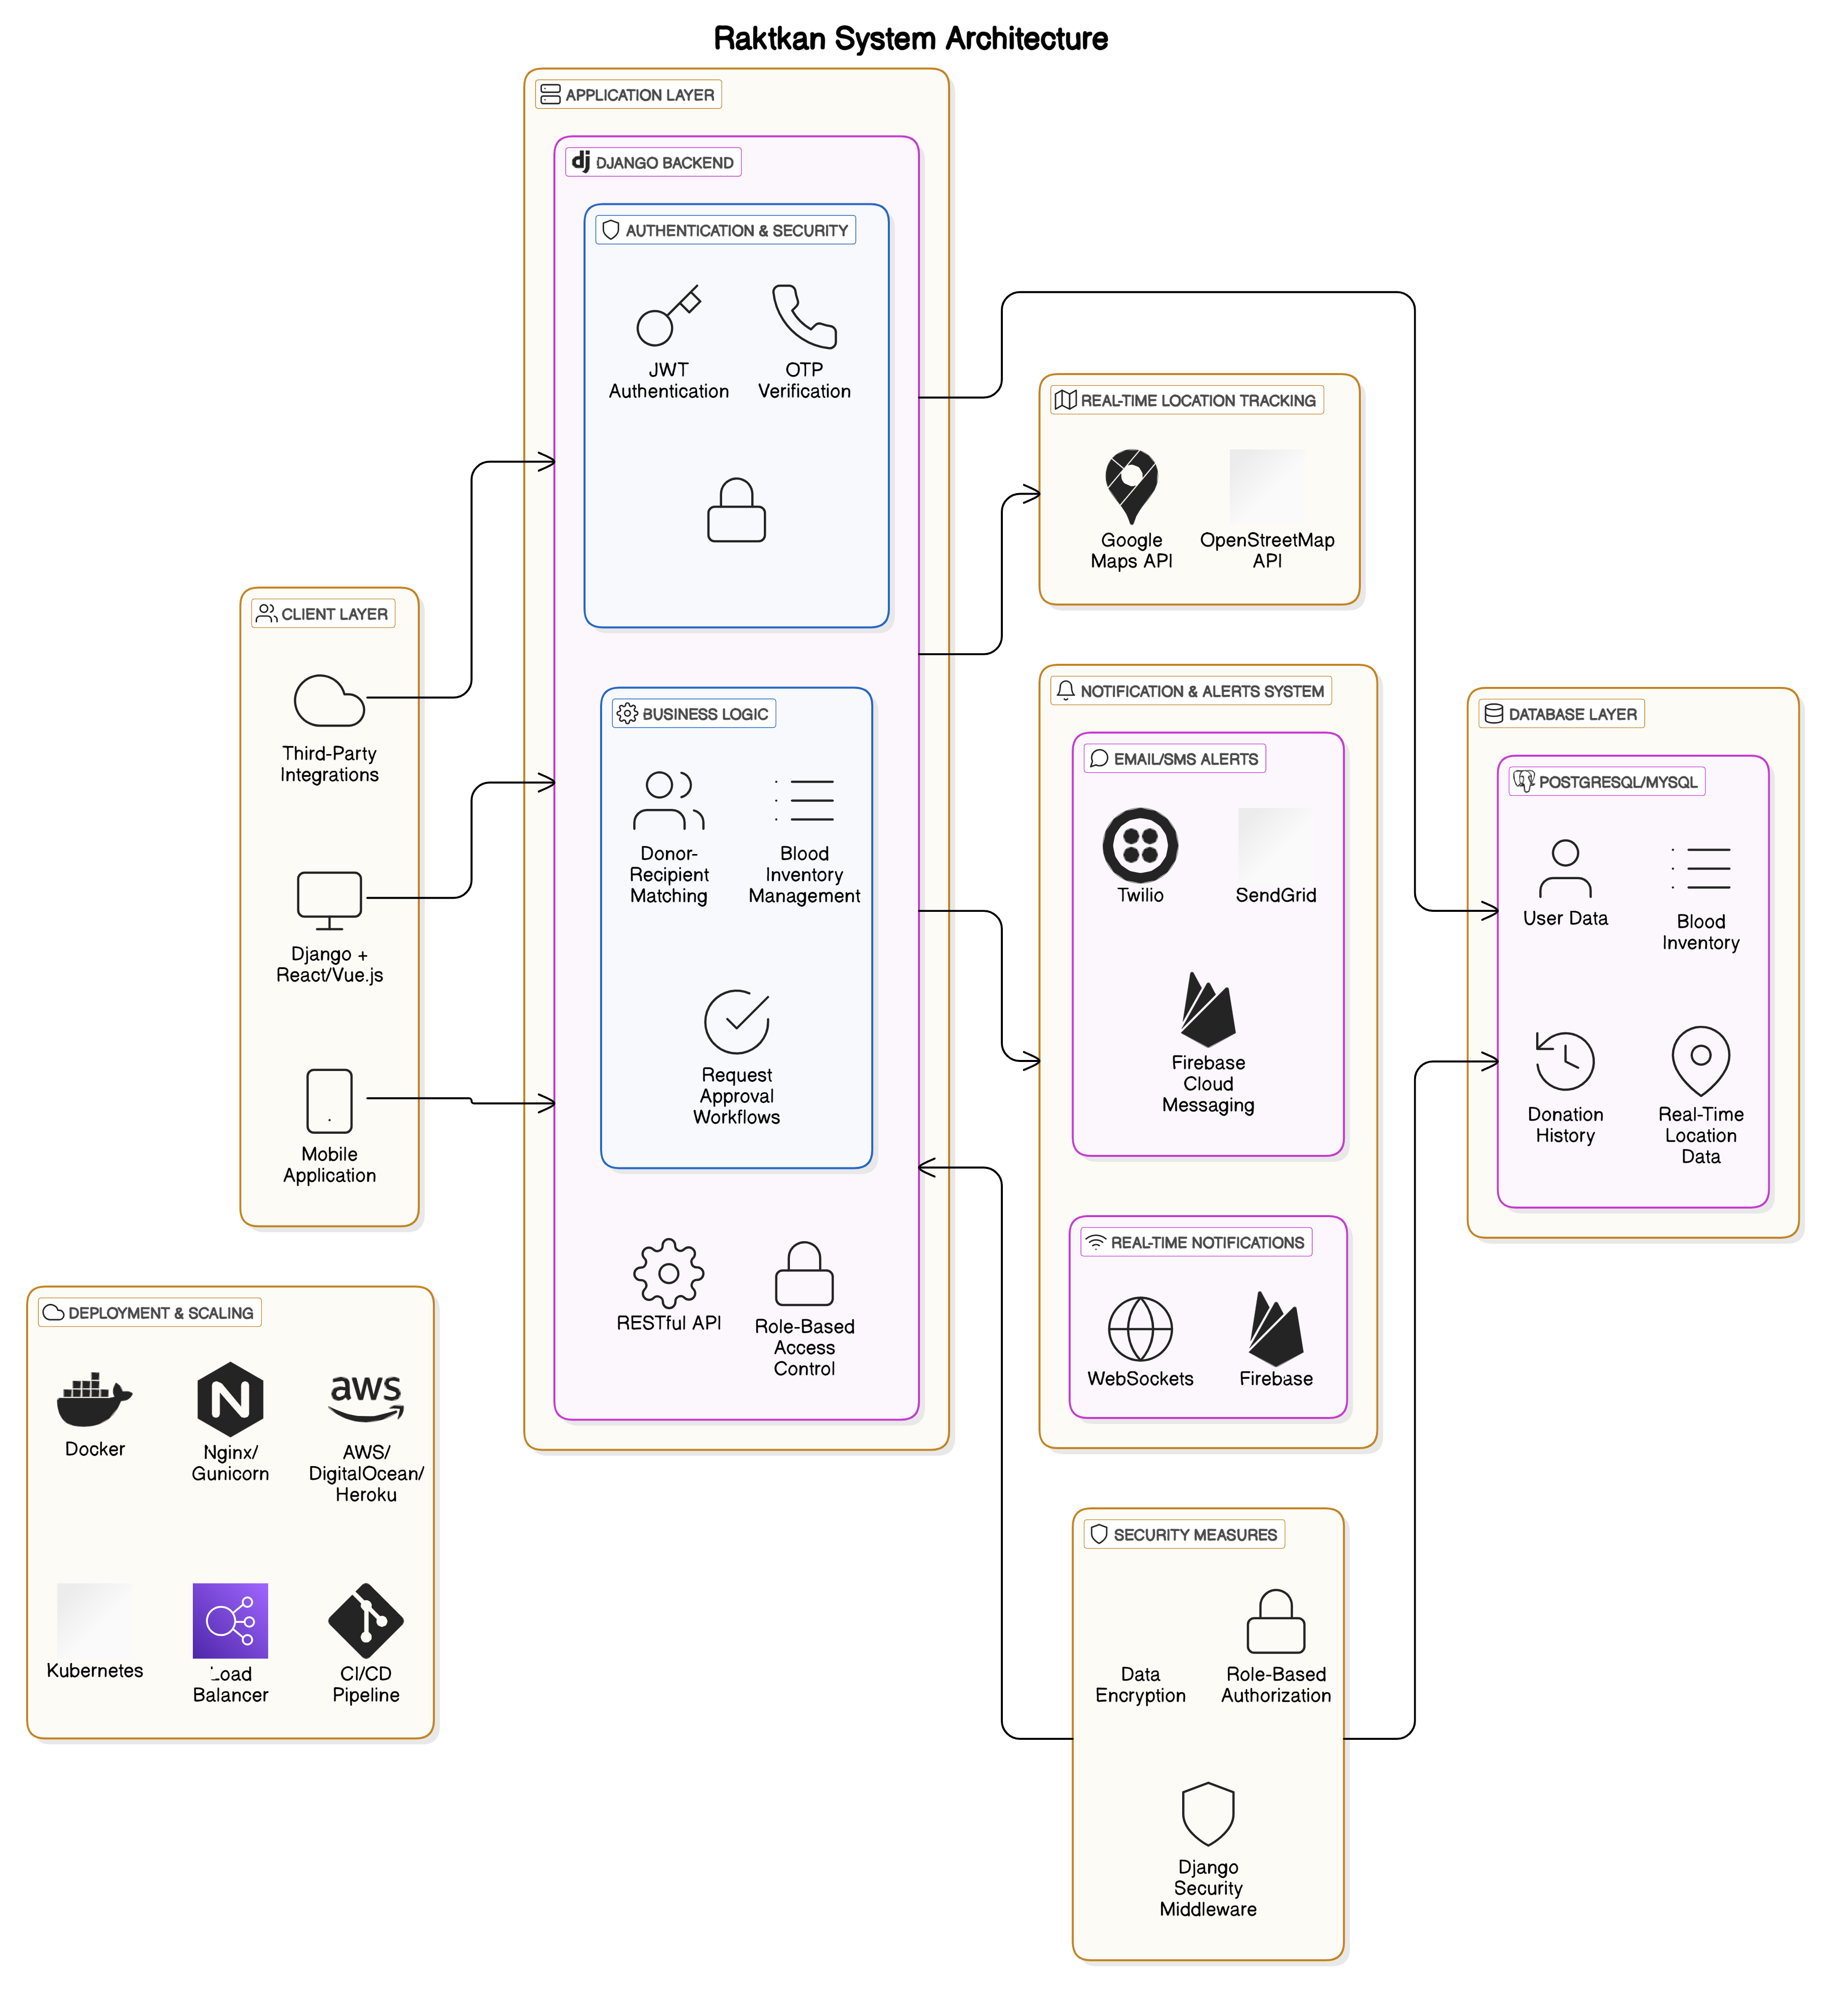 Raktkan System Architecture
APPLICATION LAYER
dj DJANGO BACKEND
AUTHENTICATION & SECURITY
JWT
Authentication
OTP
Verification
CLIENT LAYER
Third-Party
Integrations
Django +
React/Vue.js
Mobile
Application
BUSINESS LOGIC
Donor-
Recipient
Matching
Blood
Inventory
Management
Request
Approval
Workflows
RESTful API
Role-Based
Access
Control
REAL-TIME LOCATION TRACKING
Google
Maps API
OpenStreetMap
API
NOTIFICATION & ALERTS SYSTEM
EMAIL/SMS ALERTS
Twilio
SendGrid
Firebase
Cloud
Messaging
REAL-TIME NOTIFICATIONS
WebSockets
Firebase
DATABASE LAYER
POSTGRESQL/MYSQL
User Data
Blood
Inventory
Donation
History
Real-Time
Location
Data
DEPLOYMENT & SCALING
Docker
N
Nginx/
Gunicorn
aws
AWS/
DigitalOcean/
Heroku
Kubernetes
Load
Balancer
CI/CD
Pipeline
SECURITY MEASURES
Data
Encryption
Role-Based
Authorization
Django
Security
Middleware